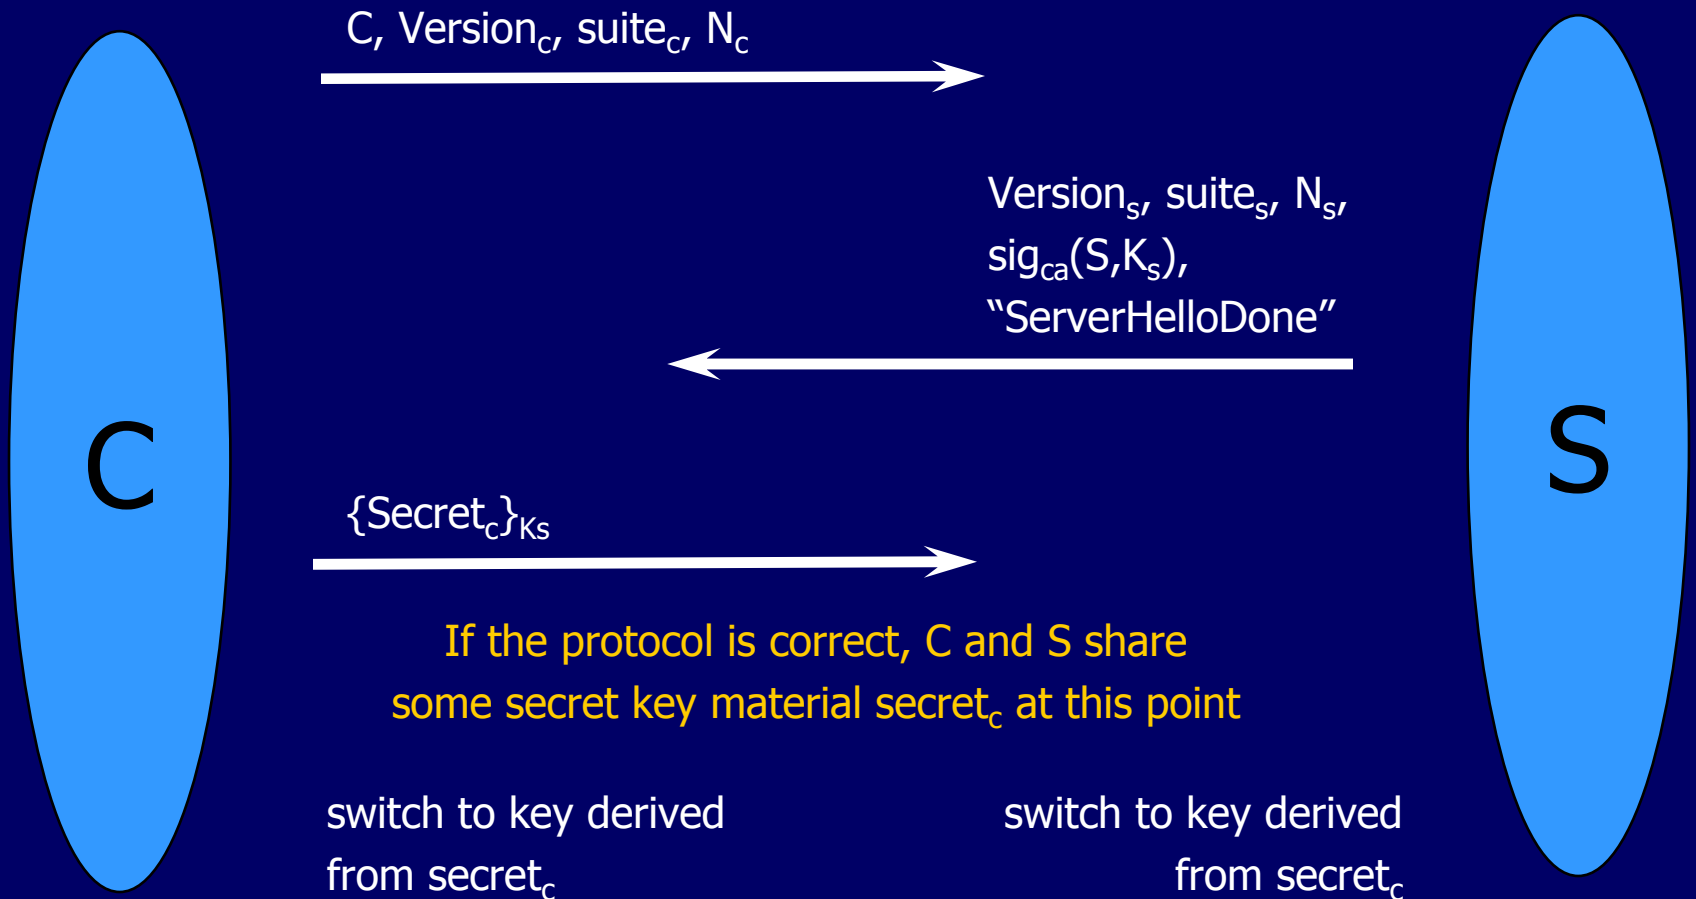 C, Version_c, suite_c, N_c
Version_s, suite_s, N_s,
sig_ca(S,K_s),
“ServerHelloDone”
C
S
{Secret_c}_Ks
If the protocol is correct, C and S share
some secret key material secret_c at this point
switch to key derived
from secret_c
switch to key derived
from secret_c